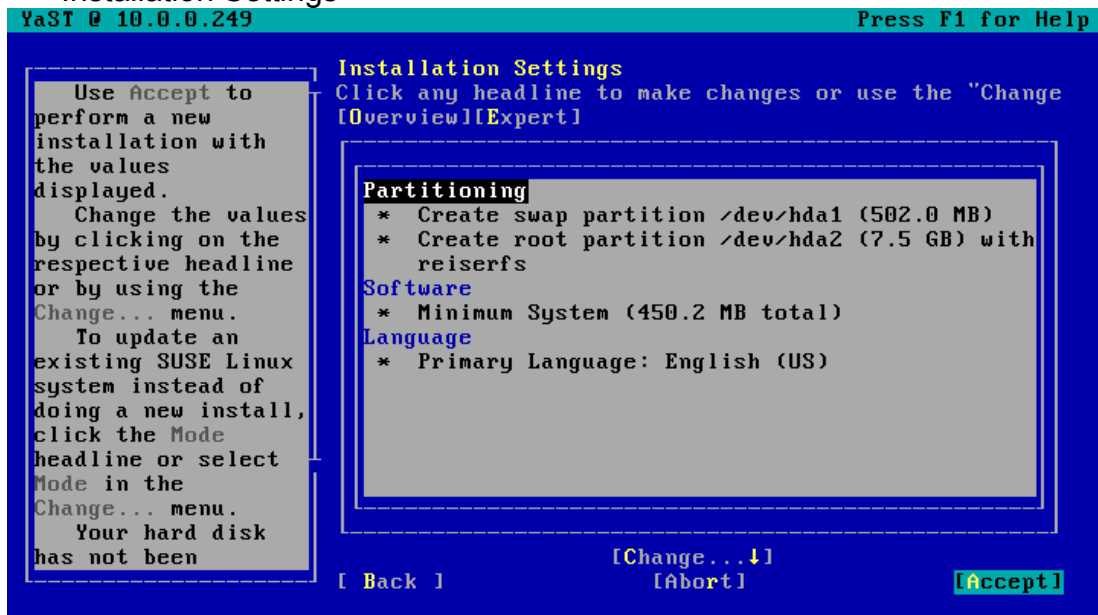 Installation Settings
YaST @ 10.0.0.249 Press F1 for Help
Use Accept to
perform a new
installation with
the values
displayed.
Change the values
by clicking on the
respective headline
or by using the
Change... menu.
To update an
existing SUSE Linux
system instead of
doing a new install,
click the Mode
headline or select
Mode in the
Change... menu.
Your hard disk
has not been
Installation Settings
Click any headline to make changes or use the "Change
[Overview][Expert]
Partitioning
* Create swap partition /dev/hda1 (502.0 MB)
* Create root partition /dev/hda2 (7.5 GB) with
reiserfs
Software
* Minimum System (450.2 MB total)
Language
* Primary Language: English (US)
[Change...↓]
[ Back ] [Abort] [Accept]